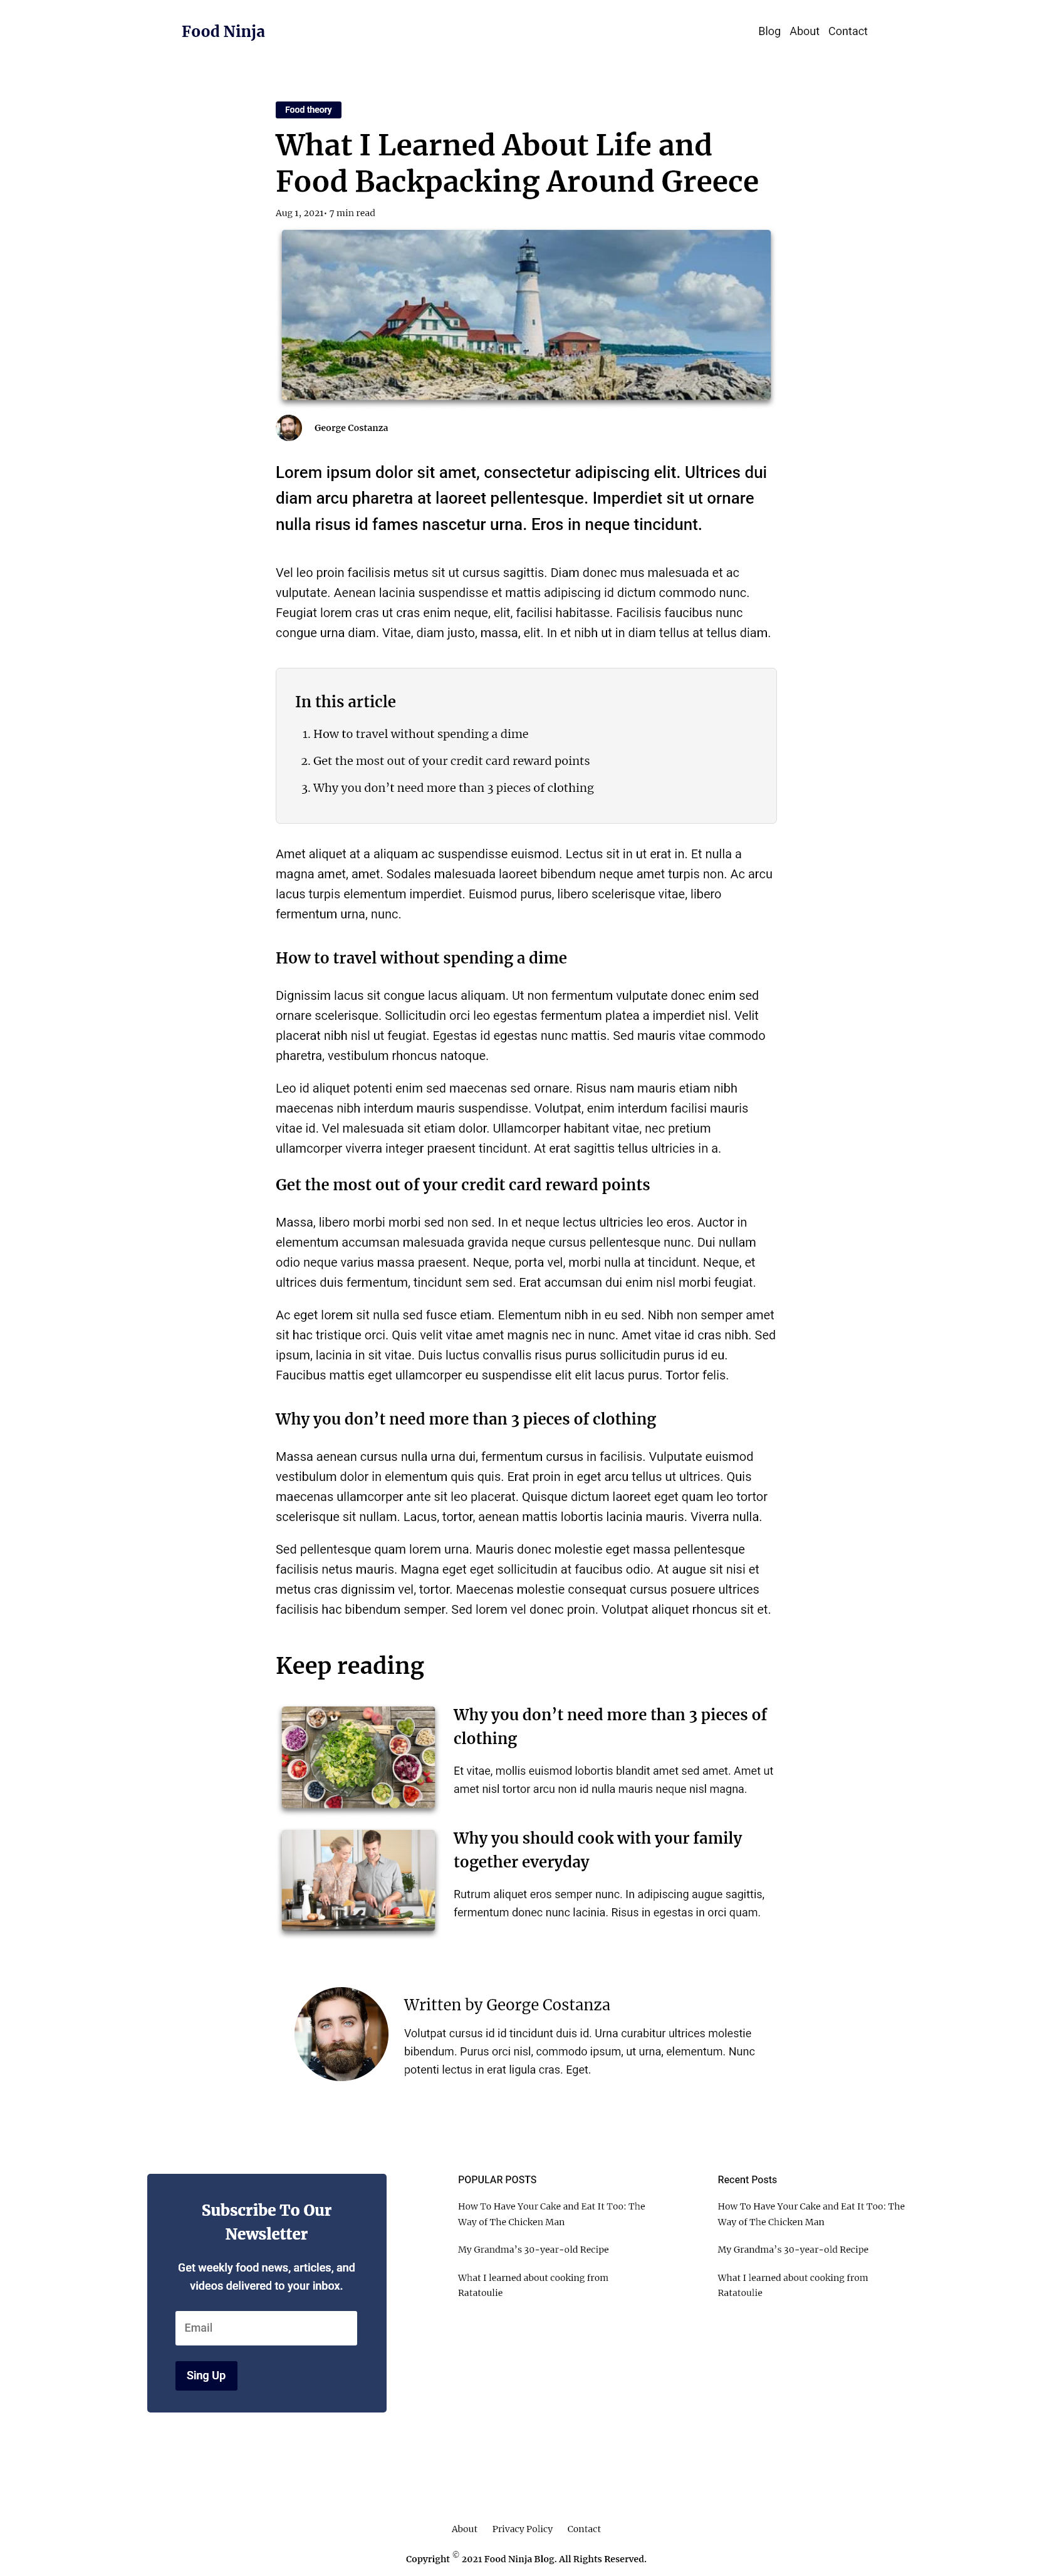 Food Ninja
Blog About Contact
Food theory
What I Learned About Life and
Food Backpacking Around Greece
Aug 1, 2021• 7 min read
George Costanza
Lorem ipsum dolor sit amet, consectetur adipiscing elit. Ultrices dui
diam arcu pharetra at laoreet pellentesque. Imperdiet sit ut ornare
nulla risus id fames nascetur urna. Eros in neque tincidunt.
Vel leo proin facilisis metus sit ut cursus sagittis. Diam donec mus malesuada et ac
vulputate. Aenean lacinia suspendisse et mattis adipiscing id dictum commodo nunc.
Feugiat lorem cras ut cras enim neque, elit, facilisi habitasse. Facilisis faucibus nunc
congue urna diam. Vitae, diam justo, massa, elit. In et nibh ut in diam tellus at tellus diam.
In this article
1. How to travel without spending a dime
2. Get the most out of your credit card reward points
3. Why you don’t need more than 3 pieces of clothing
Amet aliquet at a aliquam ac suspendisse euismod. Lectus sit in ut erat in. Et nulla a
magna amet, amet. Sodales malesuada laoreet bibendum neque amet turpis non. Ac arcu
lacus turpis elementum imperdiet. Euismod purus, libero scelerisque vitae, libero
fermentum urna, nunc.
How to travel without spending a dime
Dignissim lacus sit congue lacus aliquam. Ut non fermentum vulputate donec enim sed
ornare scelerisque. Sollicitudin orci leo egestas fermentum platea a imperdiet nisl. Velit
placerat nibh nisl ut feugiat. Egestas id egestas nunc mattis. Sed mauris vitae commodo
pharetra, vestibulum rhoncus natoque.
Leo id aliquet potenti enim sed maecenas sed ornare. Risus nam mauris etiam nibh
maecenas nibh interdum mauris suspendisse. Volutpat, enim interdum facilisi mauris
vitae id. Vel malesuada sit etiam dolor. Ullamcorper habitant vitae, nec pretium
ullamcorper viverra integer praesent tincidunt. At erat sagittis tellus ultricies in a.
Get the most out of your credit card reward points
Massa, libero morbi morbi sed non sed. In et neque lectus ultricies leo eros. Auctor in
elementum accumsan malesuada gravida neque cursus pellentesque nunc. Dui nullam
odio neque varius massa praesent. Neque, porta vel, morbi nulla at tincidunt. Neque, et
ultrices duis fermentum, tincidunt sem sed. Erat accumsan dui enim nisl morbi feugiat.
Ac eget lorem sit nulla sed fusce etiam. Elementum nibh in eu sed. Nibh non semper amet
sit hac tristique orci. Quis velit vitae amet magnis nec in nunc. Amet vitae id cras nibh. Sed
ipsum, lacinia in sit vitae. Duis luctus convallis risus purus sollicitudin purus id eu.
Faucibus mattis eget ullamcorper eu suspendisse elit elit lacus purus. Tortor felis.
Why you don’t need more than 3 pieces of clothing
Massa aenean cursus nulla urna dui, fermentum cursus in facilisis. Vulputate euismod
vestibulum dolor in elementum quis quis. Erat proin in eget arcu tellus ut ultrices. Quis
maecenas ullamcorper ante sit leo placerat. Quisque dictum laoreet eget quam leo tortor
scelerisque sit nullam. Lacus, tortor, aenean mattis lobortis lacinia mauris. Viverra nulla.
Sed pellentesque quam lorem urna. Mauris donec molestie eget massa pellentesque
facilisis netus mauris. Magna eget eget sollicitudin at faucibus odio. At augue sit nisi et
metus cras dignissim vel, tortor. Maecenas molestie consequat cursus posuere ultrices
facilisis hac bibendum semper. Sed lorem vel donec proin. Volutpat aliquet rhoncus sit et.
Keep reading
Why you don’t need more than 3 pieces of
clothing
Et vitae, mollis euismod lobortis blandit amet sed amet. Amet ut
amet nisl tortor arcu non id nulla mauris neque nisl magna.
Why you should cook with your family
together everyday
Rutrum aliquet eros semper nunc. In adipiscing augue sagittis,
fermentum donec nunc lacinia. Risus in egestas in orci quam.
Written by George Costanza
Volutpat cursus id id tincidunt duis id. Urna curabitur ultrices molestie
bibendum. Purus orci nisl, commodo ipsum, ut urna, elementum. Nunc
potenti lectus in erat ligula cras. Eget.
Subscribe To Our
Newsletter
Get weekly food news, articles, and
videos delivered to your inbox.
Email
Sing Up
POPULAR POSTS
How To Have Your Cake and Eat It Too: The
Way of The Chicken Man
My Grandma’s 30-year-old Recipe
What I learned about cooking from
Ratatoulie
Recent Posts
How To Have Your Cake and Eat It Too: The
Way of The Chicken Man
My Grandma’s 30-year-old Recipe
What I learned about cooking from
Ratatoulie
About Privacy Policy Contact
Copyright © 2021 Food Ninja Blog. All Rights Reserved.